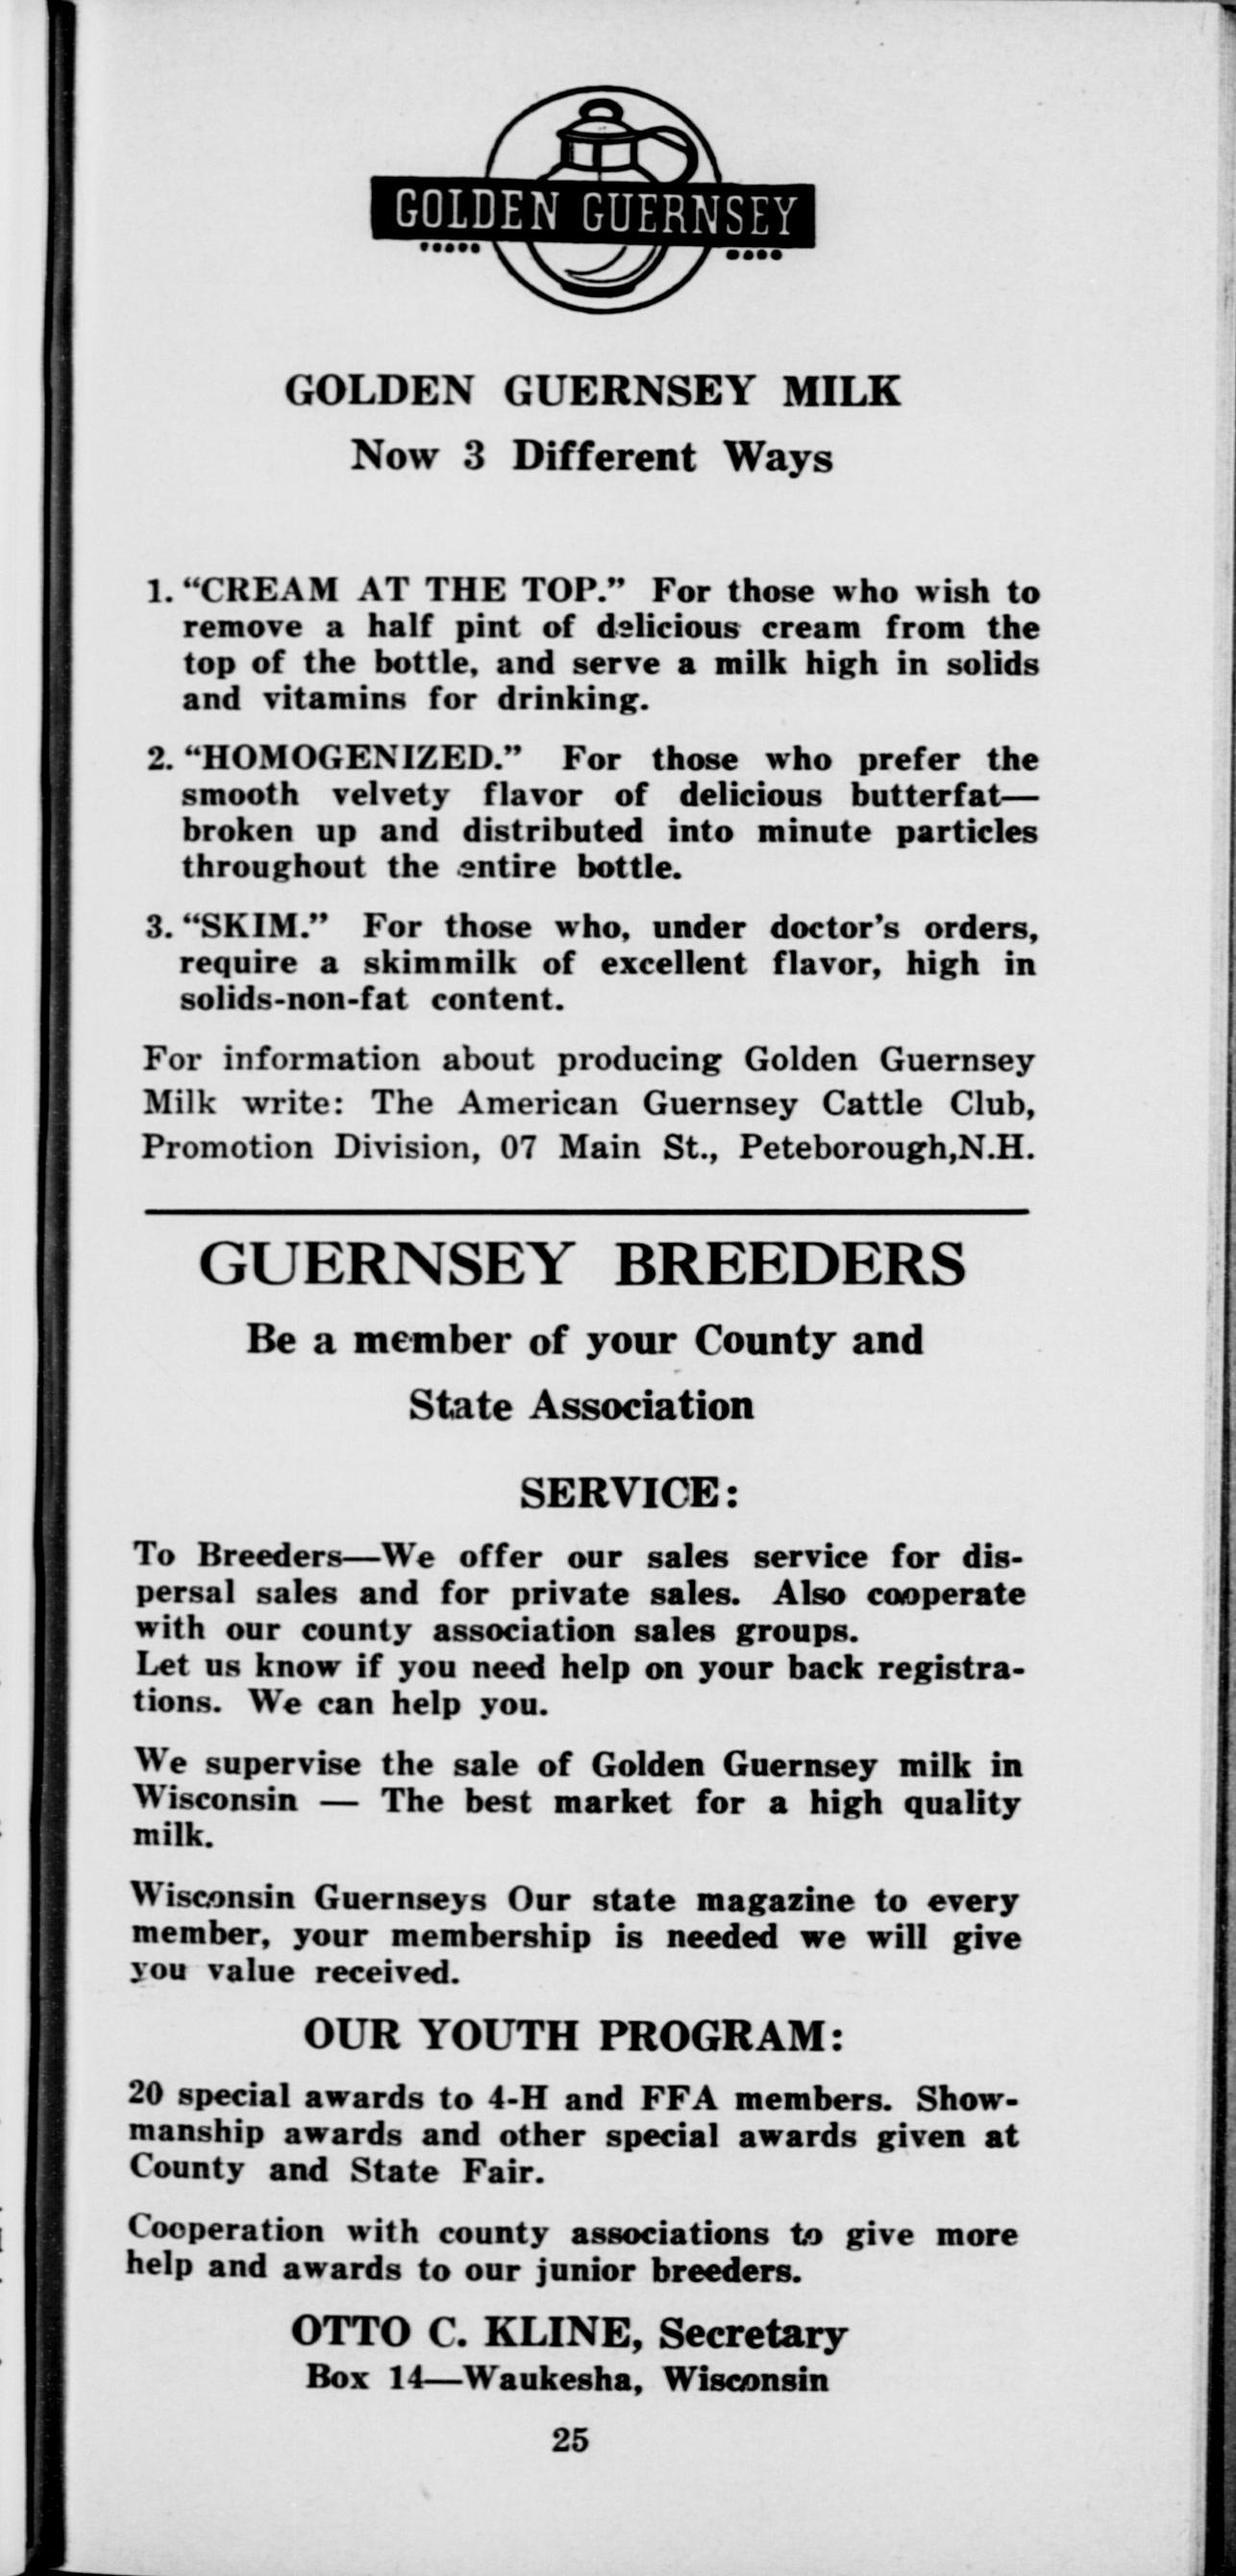 GOLDEN GUERNSEY
GOLDEN GUERNSEY MILK
Now 3 Different Ways
1. “CREAM AT THE TOP.” For those who wish to
remove a half pint of delicious cream from the
top of the bottle, and serve a milk high in solids
and vitamins for drinking.
2. “HOMOGENIZED.” For those who prefer the
smooth velvety flavor of delicious butterfat—
broken up and distributed into minute particles
throughout the entire bottle.
3. “SKIM.” For those who, under doctor’s orders,
require a skimmilk of excellent flavor, high in
solids-non-fat content.
For information about producing Golden Guernsey
Milk write: The American Guernsey Cattle Club,
Promotion Division, 07 Main St., Peteborough,N.H.
GUERNSEY BREEDERS
Be a member of your County and
State Association
SERVICE:
To Breeders—We offer our sales service for dis-
persal sales and for private sales. Also cooperate
with our county association sales groups.
Let us know if you need help on your back registra-
tions. We can help you.
We supervise the sale of Golden Guernsey milk in
Wisconsin — The best market for a high quality
milk.
Wisconsin Guernseys Our state magazine to every
member, your membership is needed we will give
you value received.
OUR YOUTH PROGRAM:
20 special awards to 4-H and FFA members. Show-
manship awards and other special awards given at
County and State Fair.
Cooperation with county associations to give more
help and awards to our junior breeders.
OTTO C. KLINE, Secretary
Box 14—Waukesha, Wisconsin
25